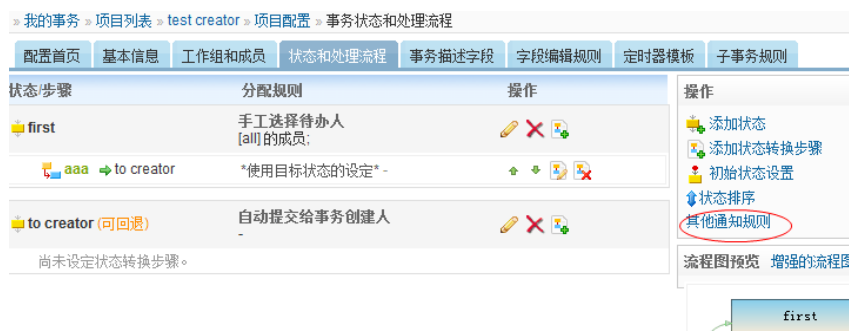 » 我的事务 » 项目列表 » test creator » 项目配置 » 事务状态和处理流程
配置首页 基本信息 工作组和成员 状态和处理流程 事务描述字段 字段编辑规则 定时器模板 子事务规则
状态/步骤 分配规则 操作
first 手工选择待办人
[all] 的成员;
aaa to creator *使用目标状态的设定* -
to creator (可回退) 自动提交给事务创建人
-
尚未设定状态转换步骤。
操作
添加状态
添加状态转换步骤
初始状态设置
状态排序
其他通知规则
流程图预览 增强的流程图
first